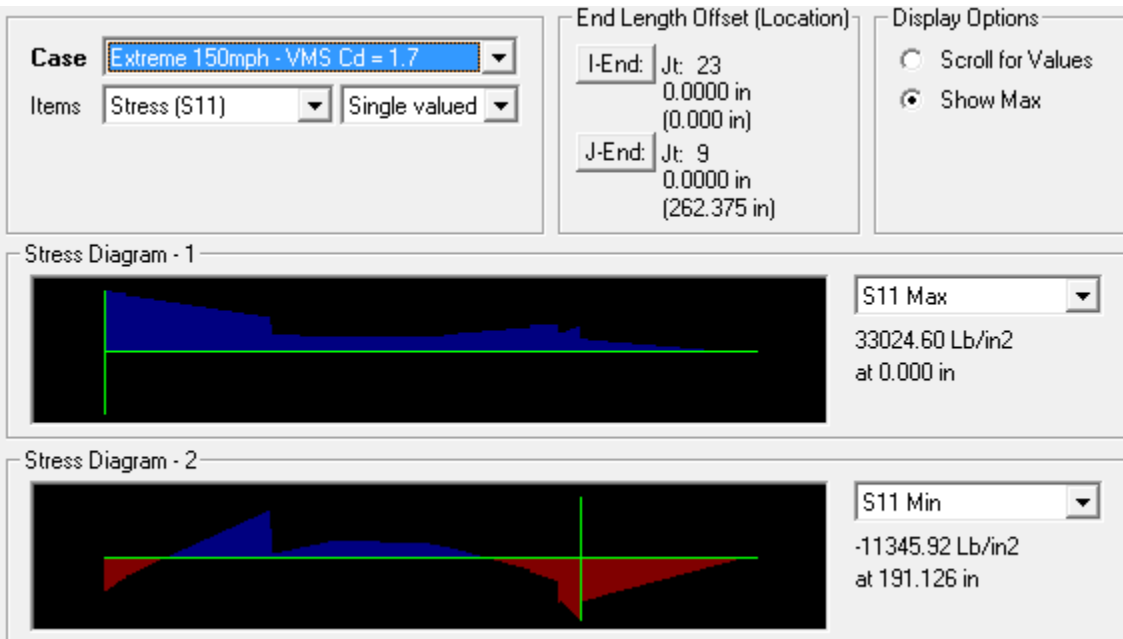 Case Extreme 150mph - VMS Cd = 1.7
Items Stress (S11) Single valued
End Length Offset (Location)
I-End: Jt: 23
0.0000 in
(0.000 in)
J-End: Jt: 9
0.0000 in
(262.375 in)
Display Options
Scroll for Values
Show Max
Stress Diagram - 1
S11 Max
33024.60 Lb/in2
at 0.000 in
Stress Diagram - 2
S11 Min
-11345.92 Lb/in2
at 191.126 in